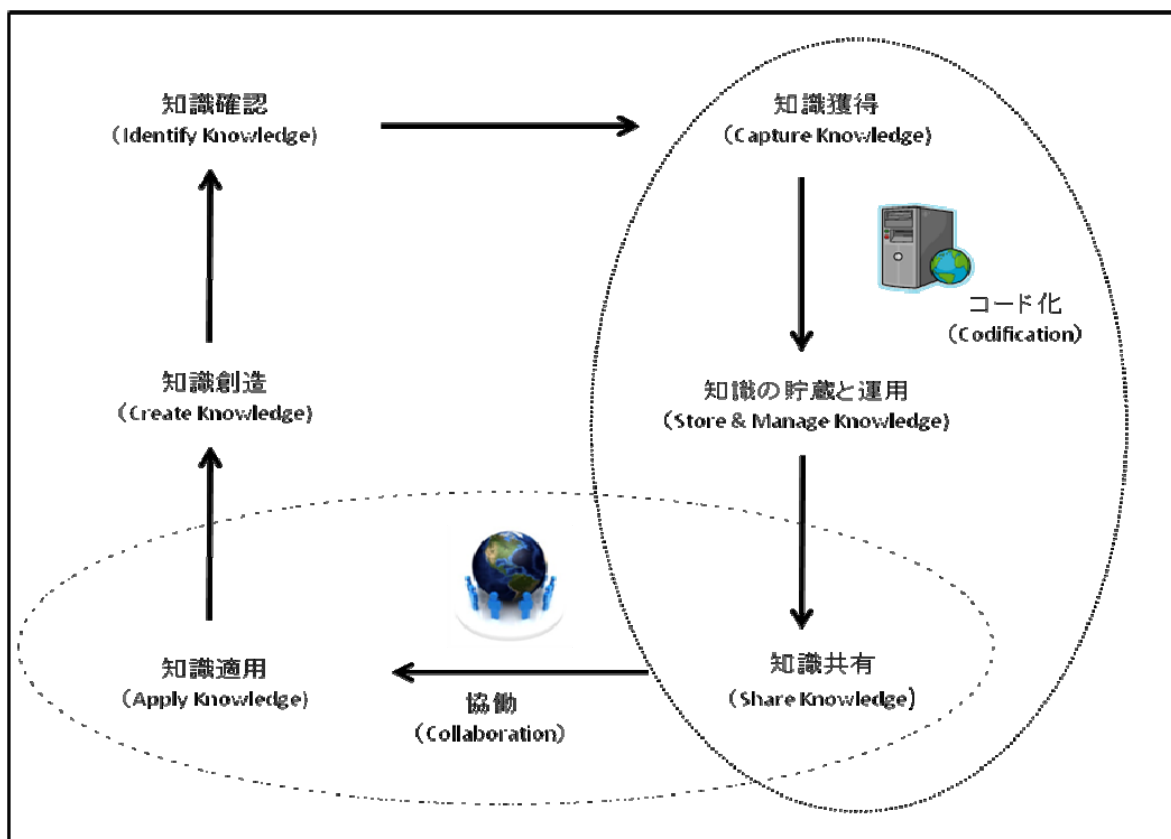 知識確認
（Identify Knowledge)
知識獲得
（Capture Knowledge)
コード化
（Codification）
知識創造
（Create Knowledge)
知識の貯蔵と運用
（Store & Manage Knowledge)
知識適用
（Apply Knowledge)
協働
（Collaboration）
知識共有
（Share Knowledge）